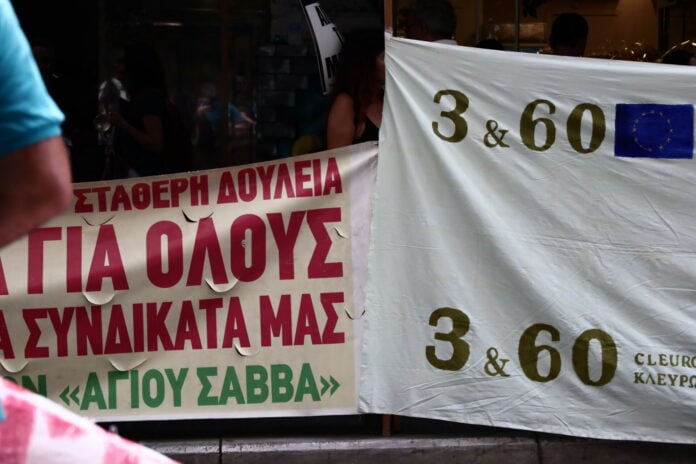 ΣΤΑΘΕΡΗ ΔΟΥΛΕΙΑ
ΓΙΑ ΟΛΟΥΣ
ΣΥΝΔΙΚΑΤΑ ΜΑΣ
«ΑΓΙΟΥ ΣΑΒΒΑ»
3 & 60
3 & 60
CLEURO
ΚΛΕΥΡΩ